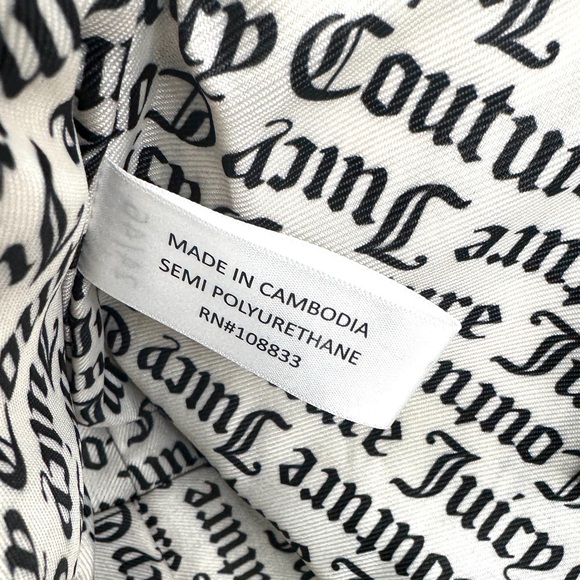 Couture
Juicy
MADE IN CAMBODIA
SEMI POLYURETHANE
RN#108833
Juicy Couture
Juicy
Couture